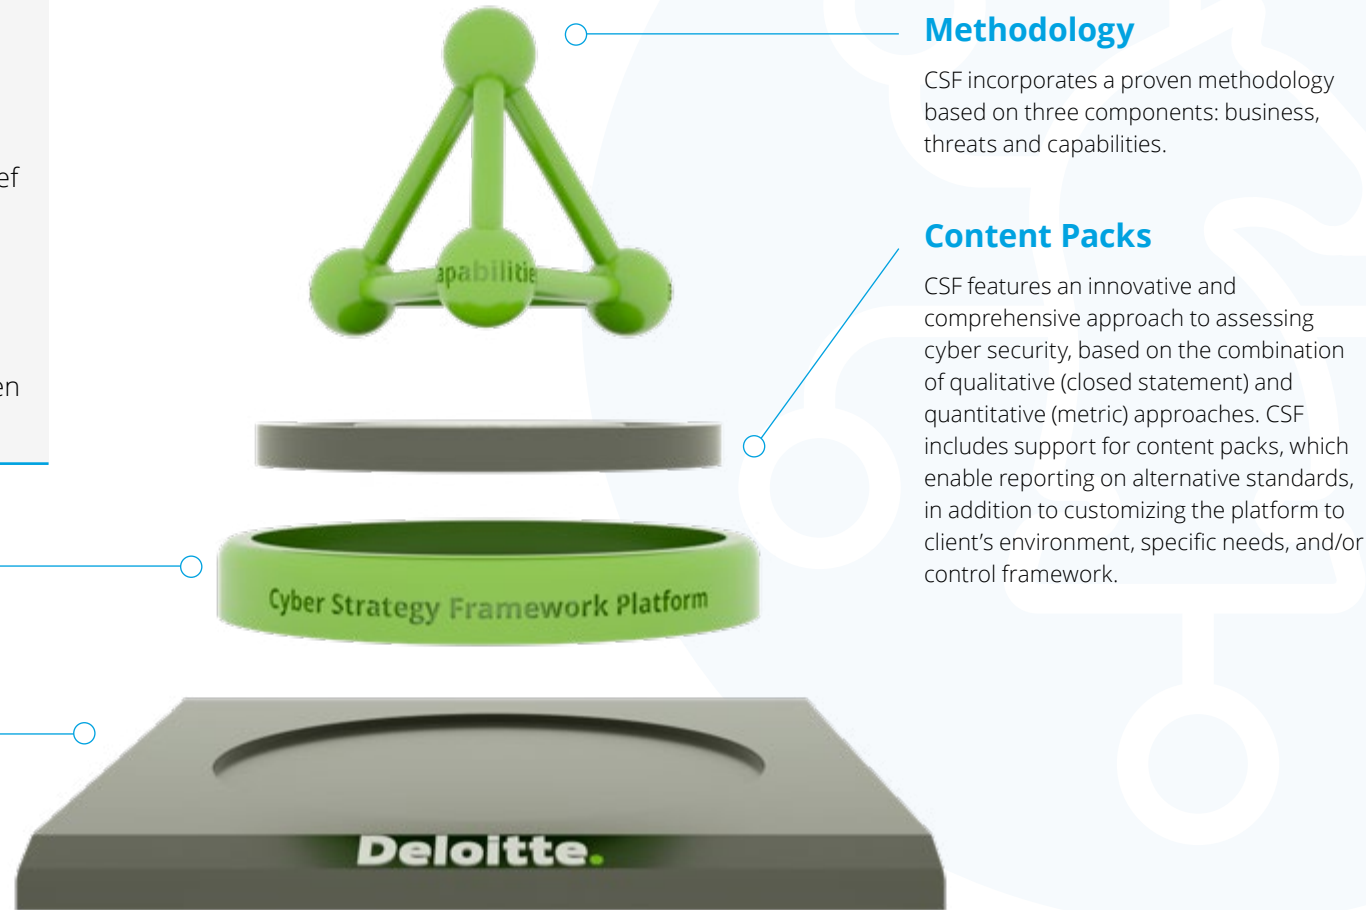 Methodology
CSF incorporates a proven methodology
based on three components: business,
threats and capabilities.
Content Packs
CSF features an innovative and
comprehensive approach to assessing
cyber security, based on the combination
of qualitative (closed statement) and
quantitative (metric) approaches. CSF
includes support for content packs, which
enable reporting on alternative standards,
in addition to customizing the platform to
client’s environment, specific needs, and/or
control framework.
ef
en
apabilitie
Cyber Strategy Framework Platform
Deloitte.